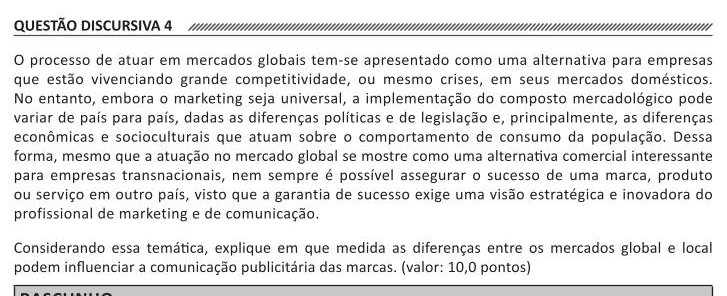 QUESTÃO DISCURSIVA 4
O processo de atuar em mercados globais tem-se apresentado como uma alternativa para empresas
que estão vivenciando grande competitividade, ou mesmo crises, em seus mercados domésticos.
No entanto, embora o marketing seja universal, a implementação do composto mercadológico pode
variar de país para país, dadas as diferenças políticas e de legislação e, principalmente, as diferenças
econômicas e socioculturais que atuam sobre o comportamento de consumo da população. Dessa
forma, mesmo que a atuação no mercado global se mostre como uma alternativa comercial interessante
para empresas transnacionais, nem sempre é possível assegurar o sucesso de uma marca, produto
ou serviço em outro país, visto que a garantia de sucesso exige uma visão estratégica e inovadora do
profissional de marketing e de comunicação.
Considerando essa temática, explique em que medida as diferenças entre os mercados global e local
podem influenciar a comunicação publicitária das marcas. (valor: 10,0 pontos)
RASCUNHO